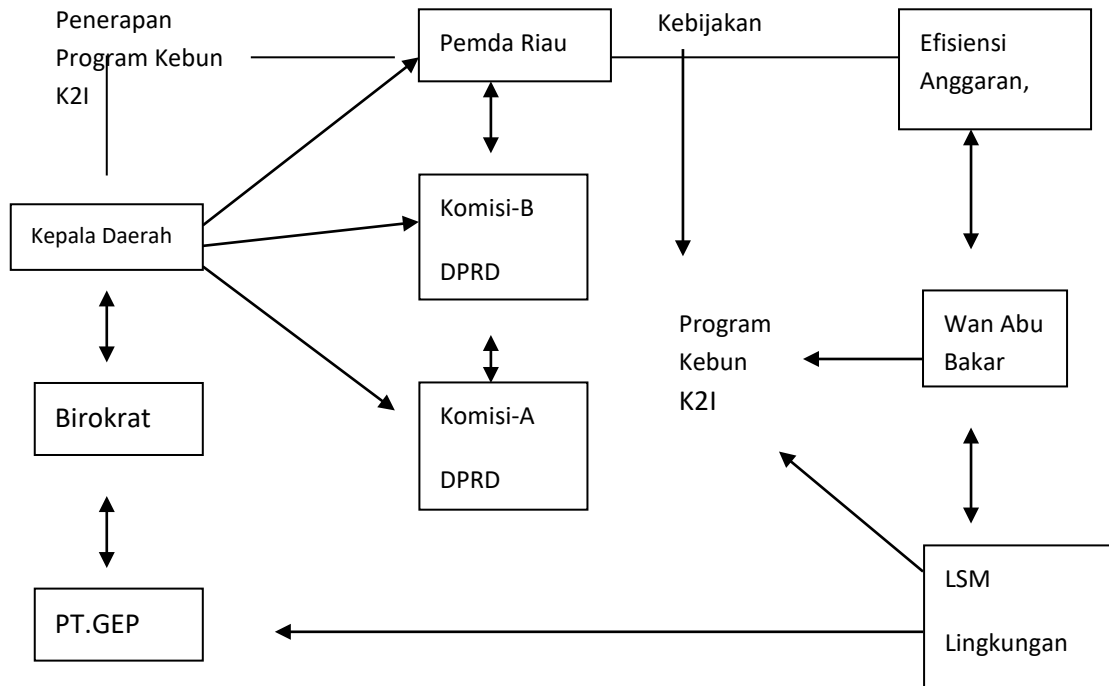 Penerapan
Program Kebun
K2I
Pemda Riau
Kebijakan
Efisiensi
Anggaran,
Kepala Daerah
Komisi-B
DPRD
Program
Kebun
K2I
Wan Abu
Bakar
Birokrat
Komisi-A
DPRD
PT.GEP
LSM
Lingkungan